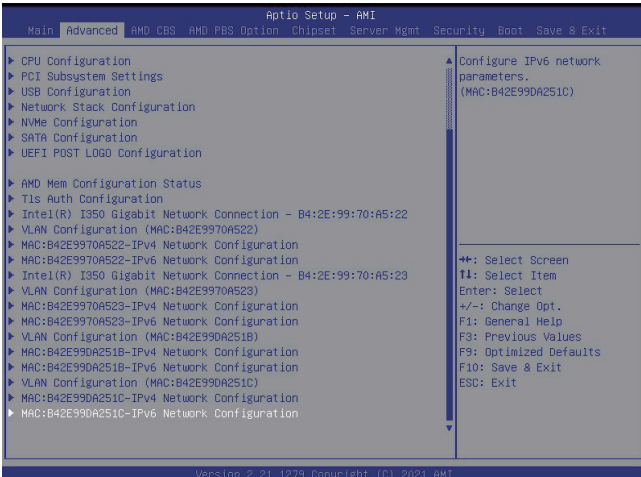 Aptio Setup – AMI
Main Advanced AMD CBS AMD PBS Option Chipset Server Mgmt Security Boot Save & Exit
CPU Configuration
PCI Subsystem Settings
USB Configuration
Network Stack Configuration
NVMe Configuration
SATA Configuration
UEFI POST LOGO Configuration
AMD Mem Configuration Status
Tls Auth Configuration
Intel(R) I350 Gigabit Network Connection – B4:2E:99:70:A5:22
VLAN Configuration (MAC:B42E9970A522)
MAC:B42E9970A522-IPv4 Network Configuration
MAC:B42E9970A522-IPv6 Network Configuration
Intel(R) I350 Gigabit Network Connection – B4:2E:99:70:A5:23
VLAN Configuration (MAC:B42E9970A523)
MAC:B42E9970A523-IPv4 Network Configuration
MAC:B42E9970A523-IPv6 Network Configuration
VLAN Configuration (MAC:B42E99DA251B)
MAC:B42E99DA251B-IPv4 Network Configuration
MAC:B42E99DA251B-IPv6 Network Configuration
VLAN Configuration (MAC:B42E99DA251C)
MAC:B42E99DA251C-IPv4 Network Configuration
MAC:B42E99DA251C-IPv6 Network Configuration
Configure IPv6 network
parameters.
(MAC:B42E99DA251C)
→←: Select Screen
↑↓: Select Item
Enter: Select
+/-: Change Opt.
F1: General Help
F3: Previous Values
F9: Optimized Defaults
F10: Save & Exit
ESC: Exit
Version 2.21.1279 Copyright (C) 2021 AMI